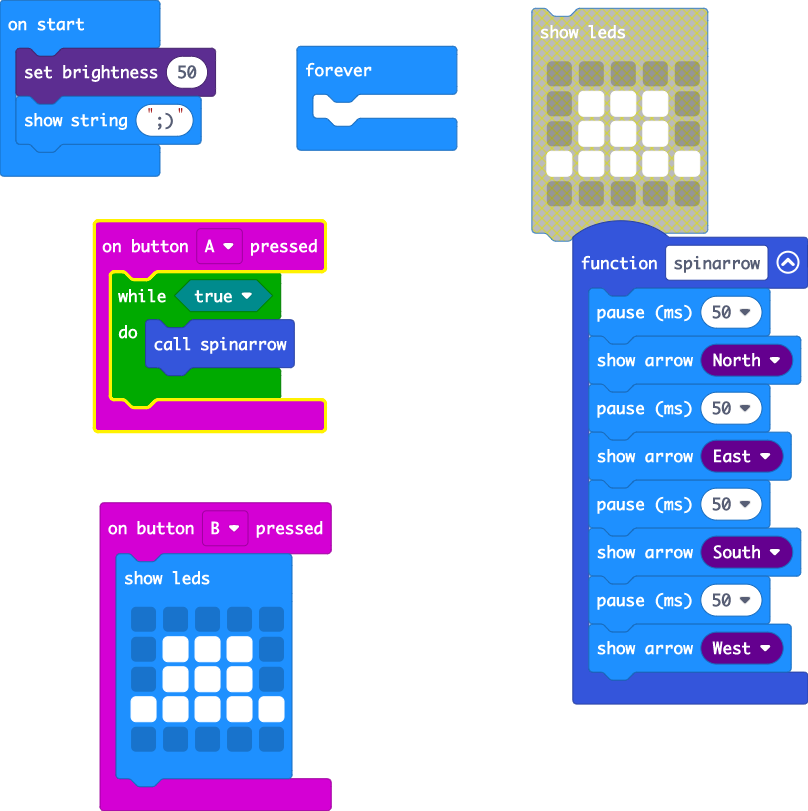 on start
set brightness 50
show string ";)"
forever
show leds
on button A pressed
while true
do call spinarrow
function spinarrow
pause (ms) 50
show arrow North
pause (ms) 50
show arrow East
pause (ms) 50
show arrow South
pause (ms) 50
show arrow West
on button B pressed
show leds